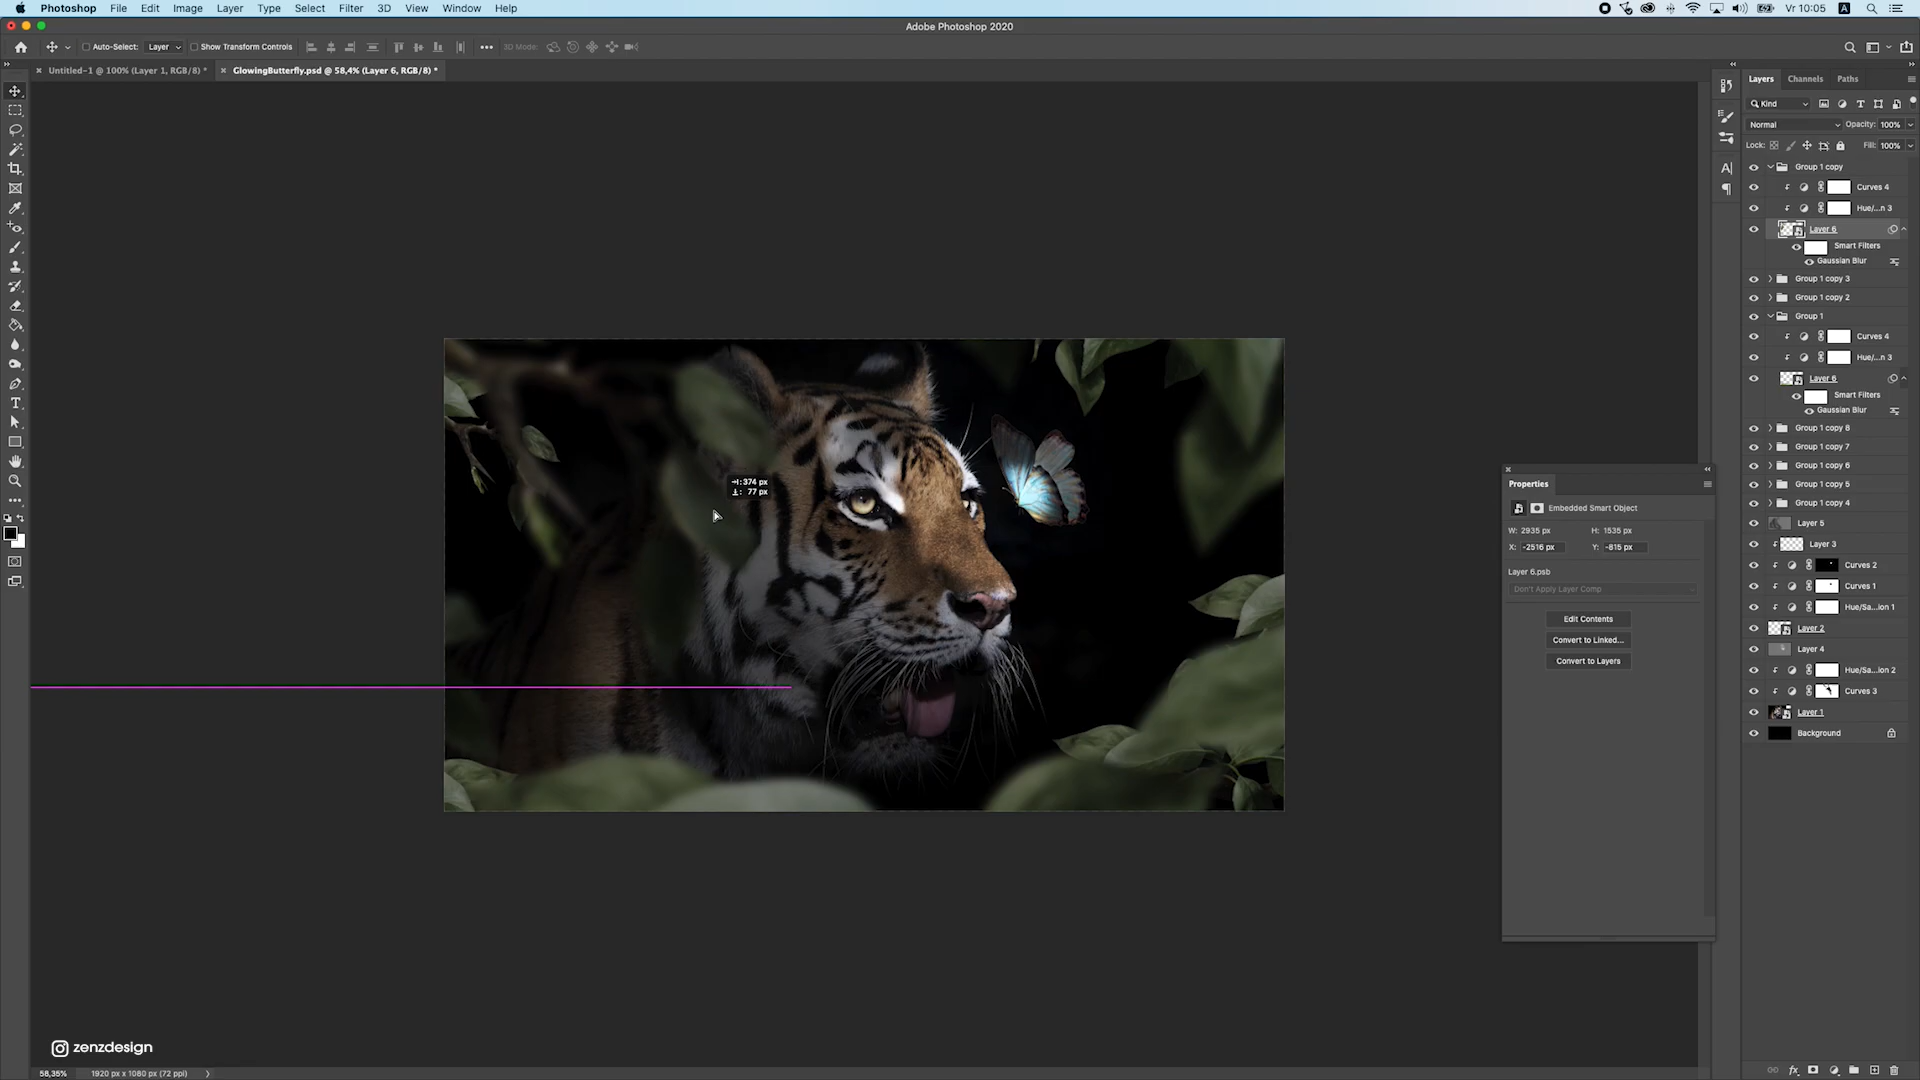 Photoshop File Edit Image Layer Type Select Filter 3D View Window Help
Vr 10:05 A
Adobe Photoshop 2020
Auto-Select: Layer Show Transform Controls 3D Mode:
Untitled-1 @ 100% (Layer 1, RGB/8) *
GlowingButterfly.psd @ 58,4% (Layer 6, RGB/8) *
Layers Channels Paths
Kind
Normal Opacity: 100%
Lock: Fill: 100%
Group 1 copy
Curves 4
Hue/...n 3
Layer 6
Smart Filters
Gaussian Blur
Group 1 copy 3
Group 1 copy 2
Group 1
Curves 4
Hue/...n 3
Layer 6
Smart Filters
Gaussian Blur
Group 1 copy 8
Group 1 copy 7
Group 1 copy 6
Group 1 copy 5
Group 1 copy 4
Layer 5
Layer 3
Curves 2
Curves 1
Hue/Sa...ion 1
Layer 2
Layer 4
Hue/Sa...ion 2
Curves 3
Layer 1
Background
Properties
Embedded Smart Object
W: 2935 px H: 1535 px
X: -2516 px Y: -815 px
Layer 6.psb
Don't Apply Layer Comp
Edit Contents
Convert to Linked...
Convert to Layers
374 px
77 px
zenzdesign
58,35% 1920 px x 1080 px (72 ppi)